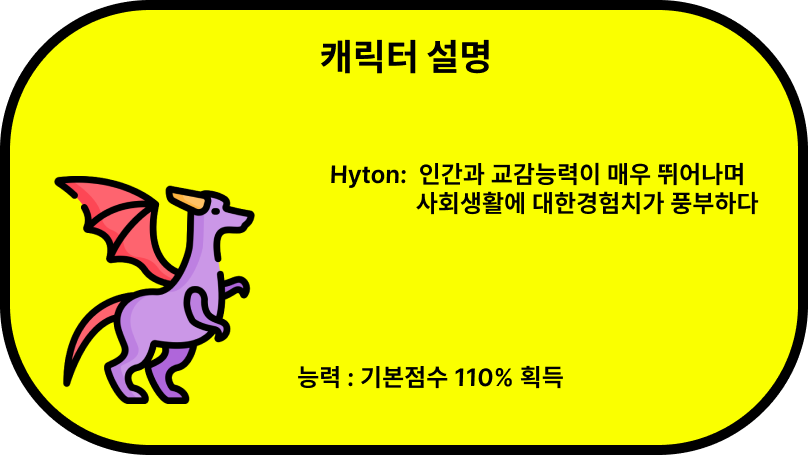 캐릭터 설명
Hyton: 인간과 교감능력이 매우 뛰어나며
사회생활에 대한경험치가 풍부하다
능력 : 기본점수 110% 획득